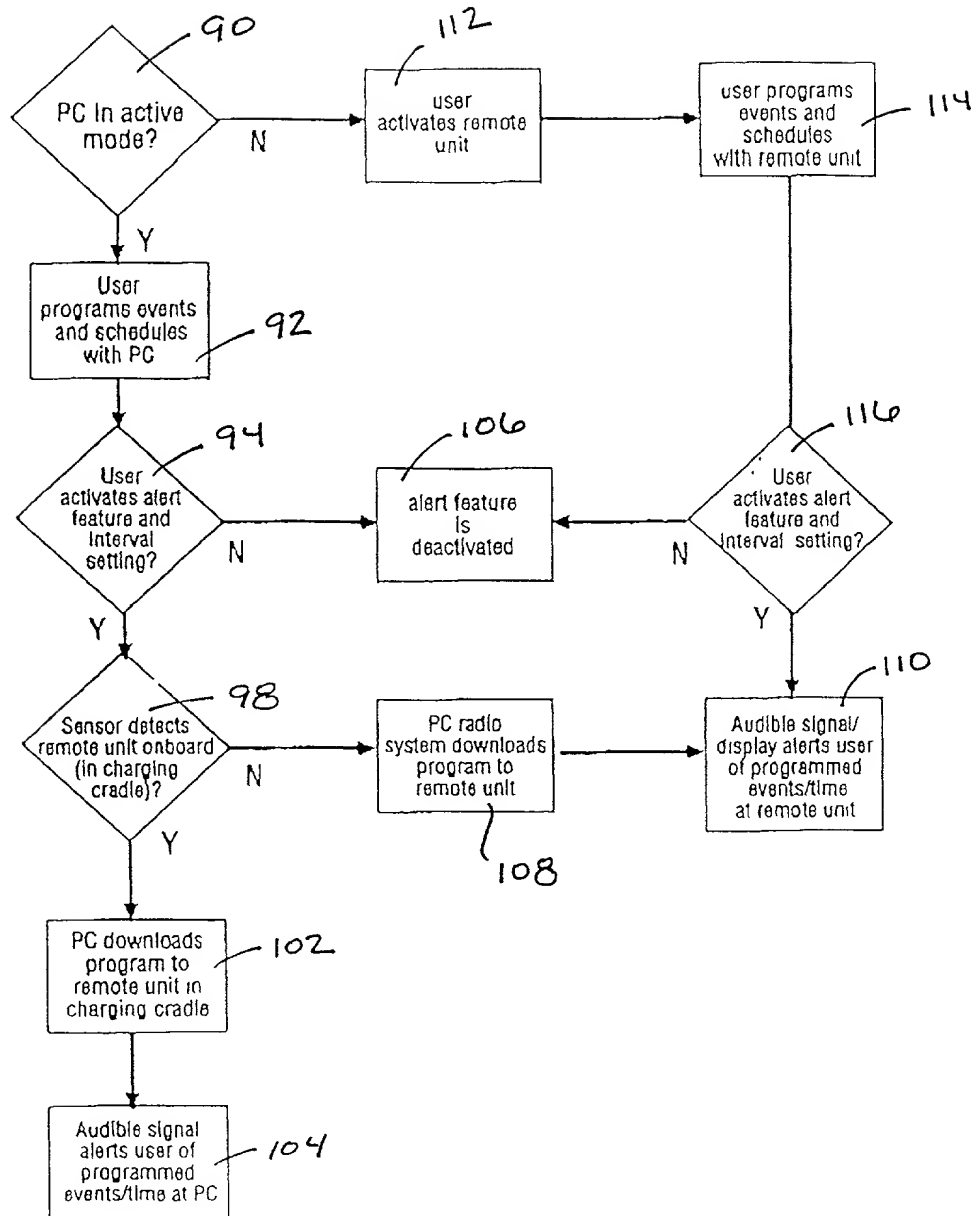 90
PC in active
mode?
N
Y
112
user
activates remote
unit
user programs
events and
schedules
with remote unit
114
User
programs events
and schedules
with PC
92
94
User
activates alert
feature and
interval setting?
N
Y
106
alert feature
is
deactivated
116
User
activates alert
feature and
interval setting?
N
Y
98
Sensor detects
remote unit onboard
(in charging
cradle)?
N
Y
PC radio
system downloads
program to
remote unit
108
110
Audible signal/
display alerts user
of programmed
events/time
at remote unit
PC downloads
program to
remote unit in
charging cradle
102
Audible signal
alerts user of
programmed
events/time at PC
104